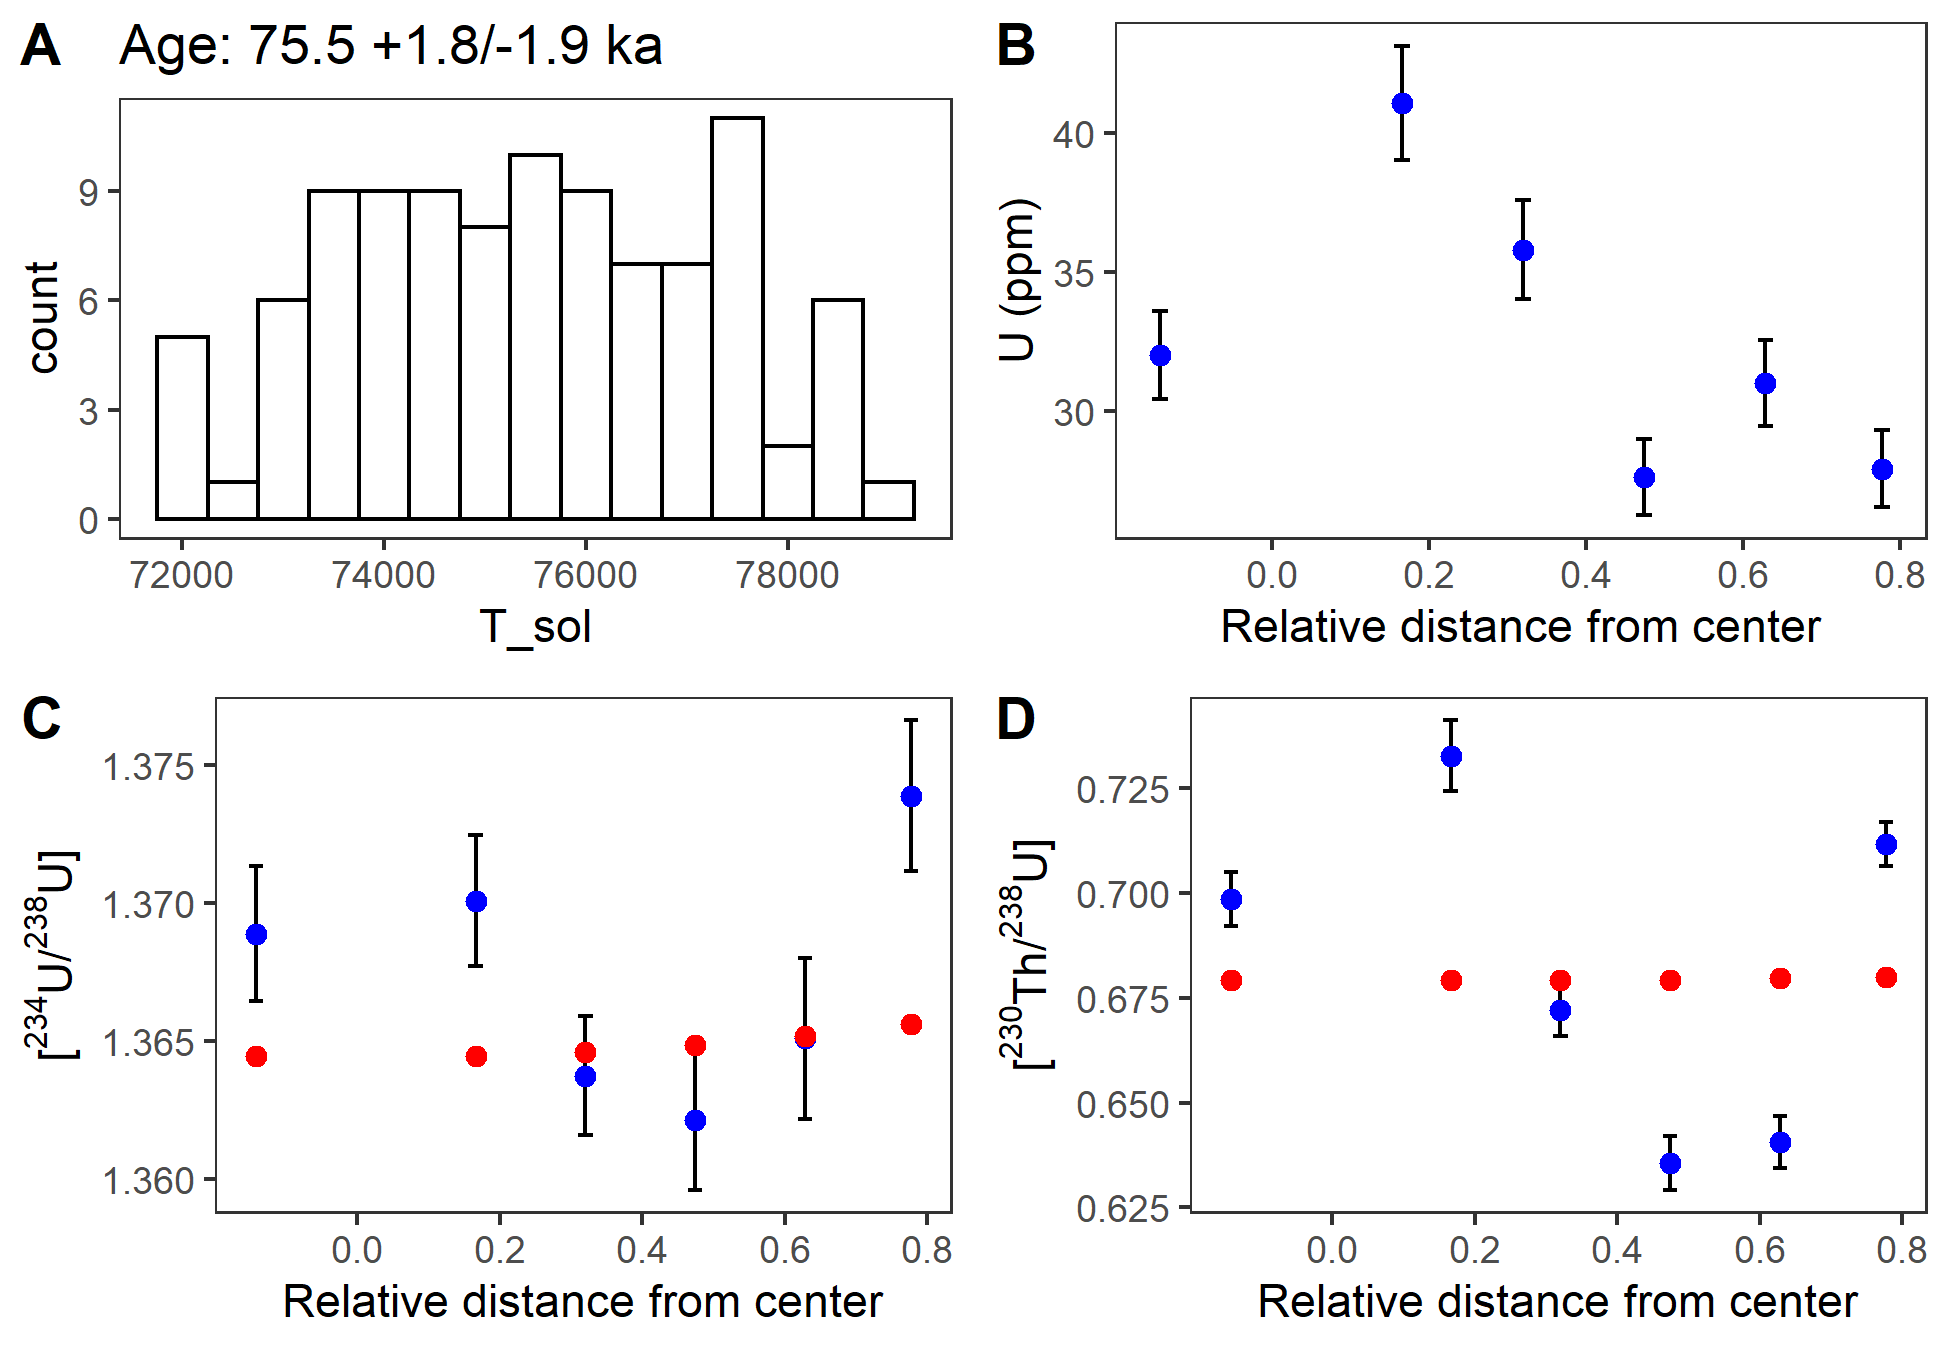 A Age: 75.5 +1.8/-1.9 ka
count
9
6
3
0
72000 74000 76000 78000
T_sol
B
U (ppm)
40
35
30
0.0 0.2 0.4 0.6 0.8
Relative distance from center
C
[²³⁴U/²³⁸U]
1.375
1.370
1.365
1.360
0.0 0.2 0.4 0.6 0.8
Relative distance from center
D
[²³⁰Th/²³⁸U]
0.725
0.700
0.675
0.650
0.625
0.0 0.2 0.4 0.6 0.8
Relative distance from center